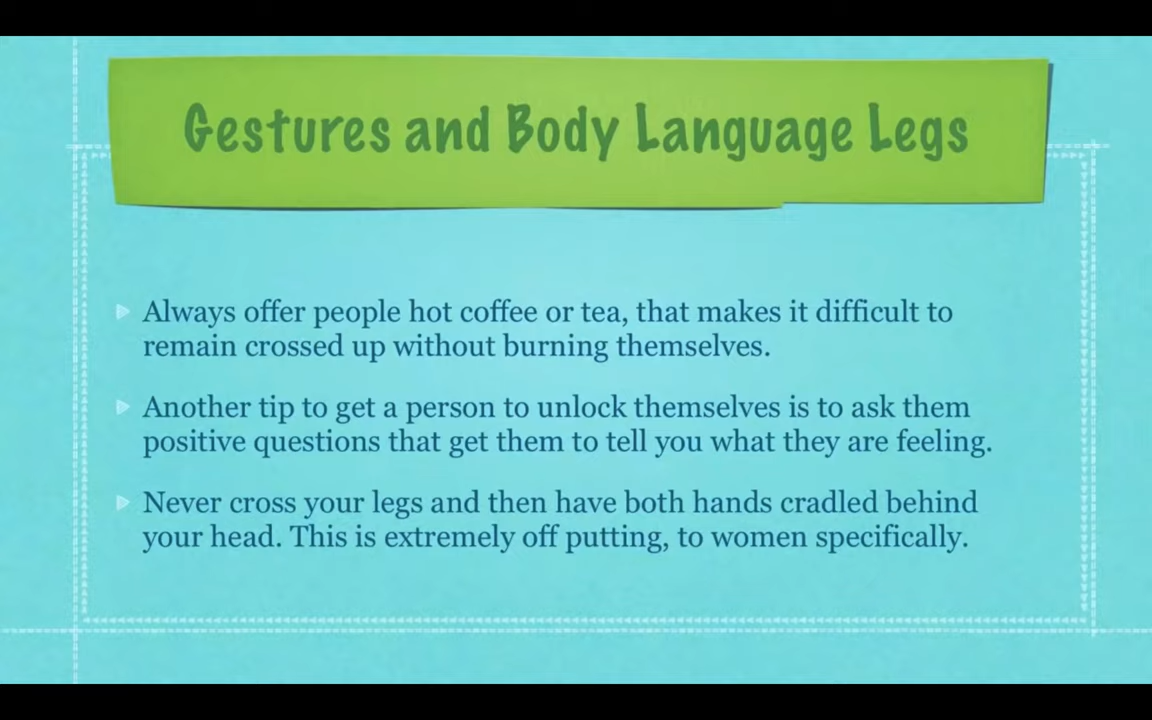 Gestures and Body Language Legs
Always offer people hot coffee or tea, that makes it difficult to
remain crossed up without burning themselves.
Another tip to get a person to unlock themselves is to ask them
positive questions that get them to tell you what they are feeling.
Never cross your legs and then have both hands cradled behind
your head. This is extremely off putting, to women specifically.